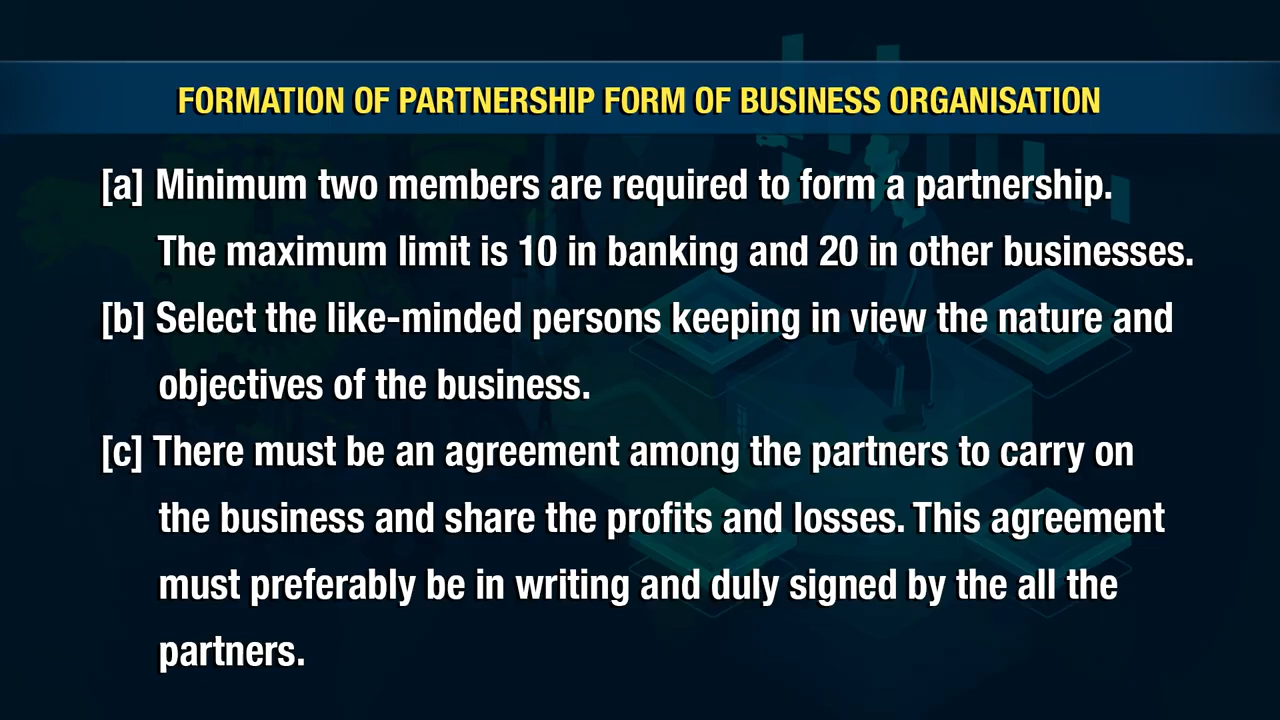 FORMATION OF PARTNERSHIP FORM OF BUSINESS ORGANISATION
[a] Minimum two members are required to form a partnership.
The maximum limit is 10 in banking and 20 in other businesses.
[b] Select the like-minded persons keeping in view the nature and
objectives of the business.
[c] There must be an agreement among the partners to carry on
the business and share the profits and losses. This agreement
must preferably be in writing and duly signed by the all the
partners.